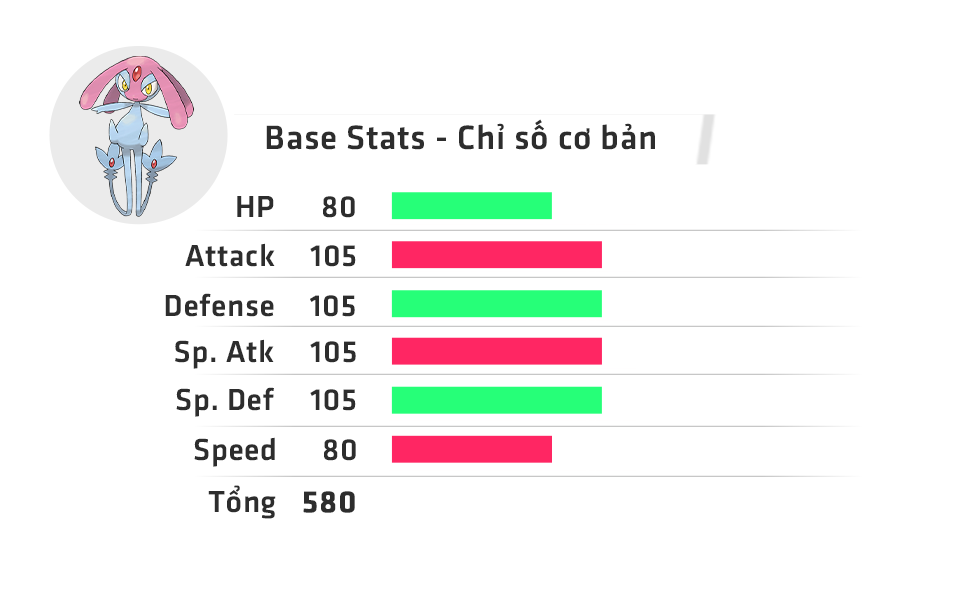 Base Stats - Chỉ số cơ bản
HP 80
Attack 105
Defense 105
Sp. Atk 105
Sp. Def 105
Speed 80
Tổng 580